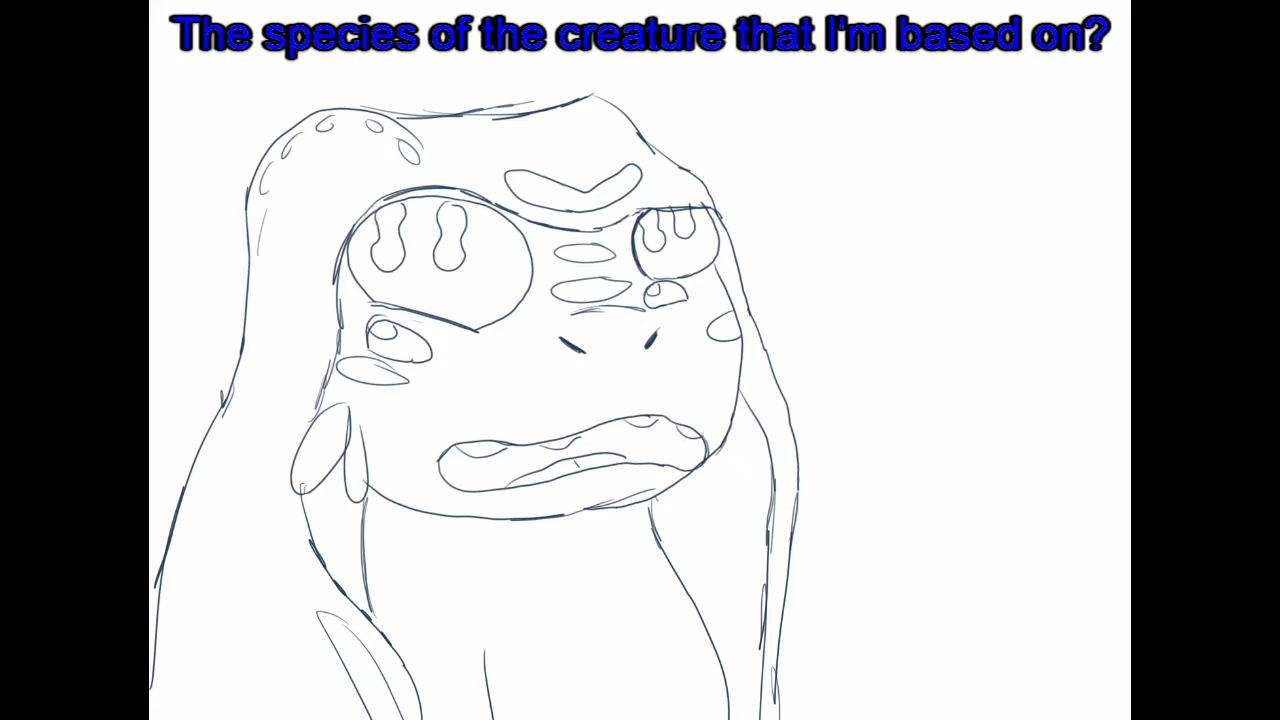 The species of the creature that I'm based on?